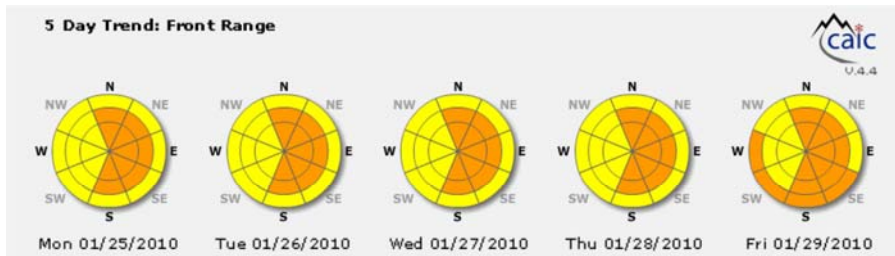 5 Day Trend: Front Range
caic
v.4.4
N N N N N
NW NE NW NE NW NE NW NE NW NE
W E W E W E W E W E
SW SE SW SE SW SE SW SE SW SE
S S S S S
Mon 01/25/2010 Tue 01/26/2010 Wed 01/27/2010 Thu 01/28/2010 Fri 01/29/2010